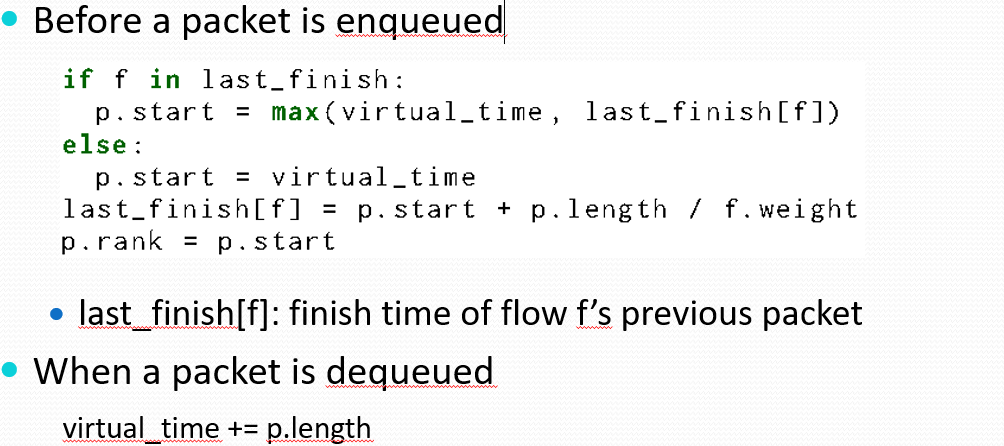 Before a packet is enqueued
if f in last_finish:
p.start = max(virtual_time, last_finish[f])
else:
p.start = virtual_time
last_finish[f] = p.start + p.length / f.weight
p.rank = p.start
last_finish[f]: finish time of flow f’s previous packet
When a packet is dequeued
virtual_time += p.length